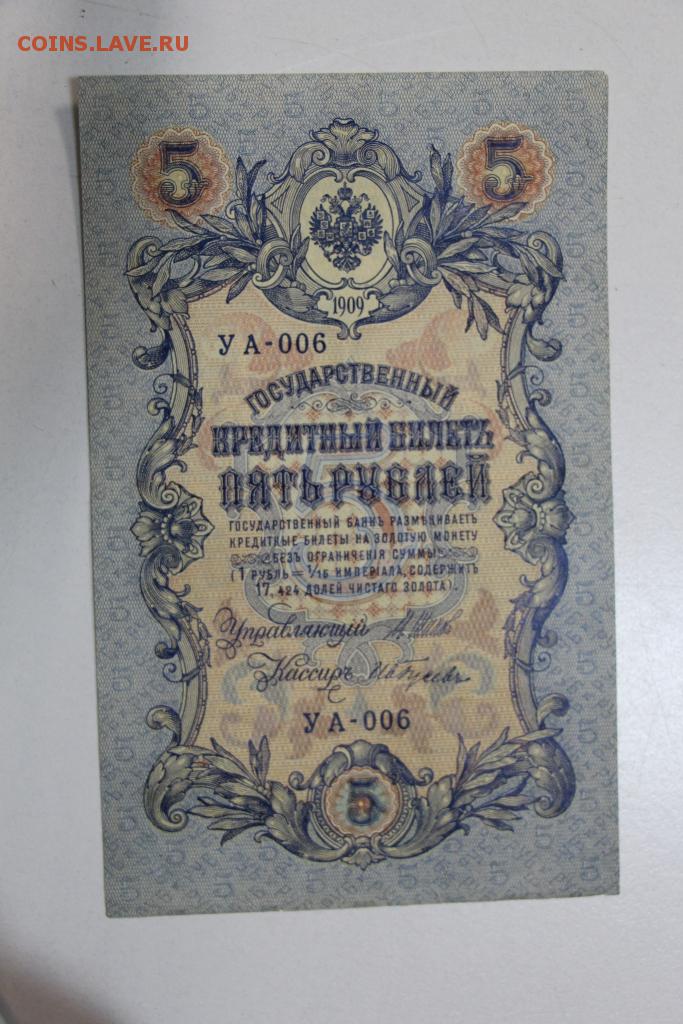 COINS.LAVE.RU
5 5
1909
УА-006
ГОСУДАРСТВЕННЫЙ
КРЕДИТНЫЙ БИЛЕТЪ
ПЯТЬ РУБЛЕЙ
ГОСУДАРСТВЕННЫЙ БАНКЪ РАЗМѢНИВАЕТЪ
КРЕДИТНЫЕ БИЛЕТЫ НА ЗОЛОТУЮ МОНЕТУ
БЕЗЪ ОГРАНИЧЕНІЯ СУММЫ
(1 РУБЛЬ = 1/15 ИМПЕРІАЛА, СОДЕРЖИТЪ
17,424 ДОЛЕЙ ЧИСТАГО ЗОЛОТА).
Управляющій
Кассиръ
УА-006
5